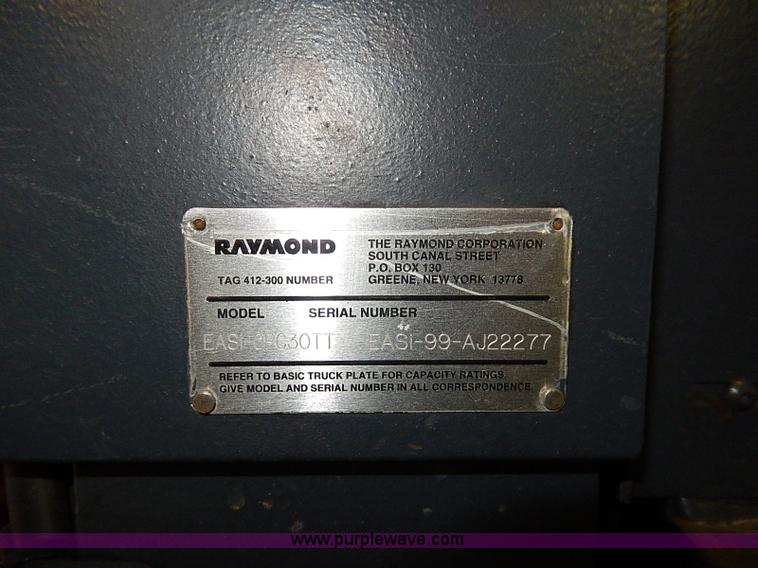 RAYMOND
THE RAYMOND CORPORATION
SOUTH CANAL STREET
P.O. BOX 130
GREENE, NEW YORK 13778
TAG 412-300 NUMBER
MODEL SERIAL NUMBER
EASI-99-AJ22277
REFER TO BASIC TRUCK PLATE FOR CAPACITY RATINGS.
GIVE MODEL AND SERIAL NUMBER IN ALL CORRESPONDENCE.
www.purplewave.com